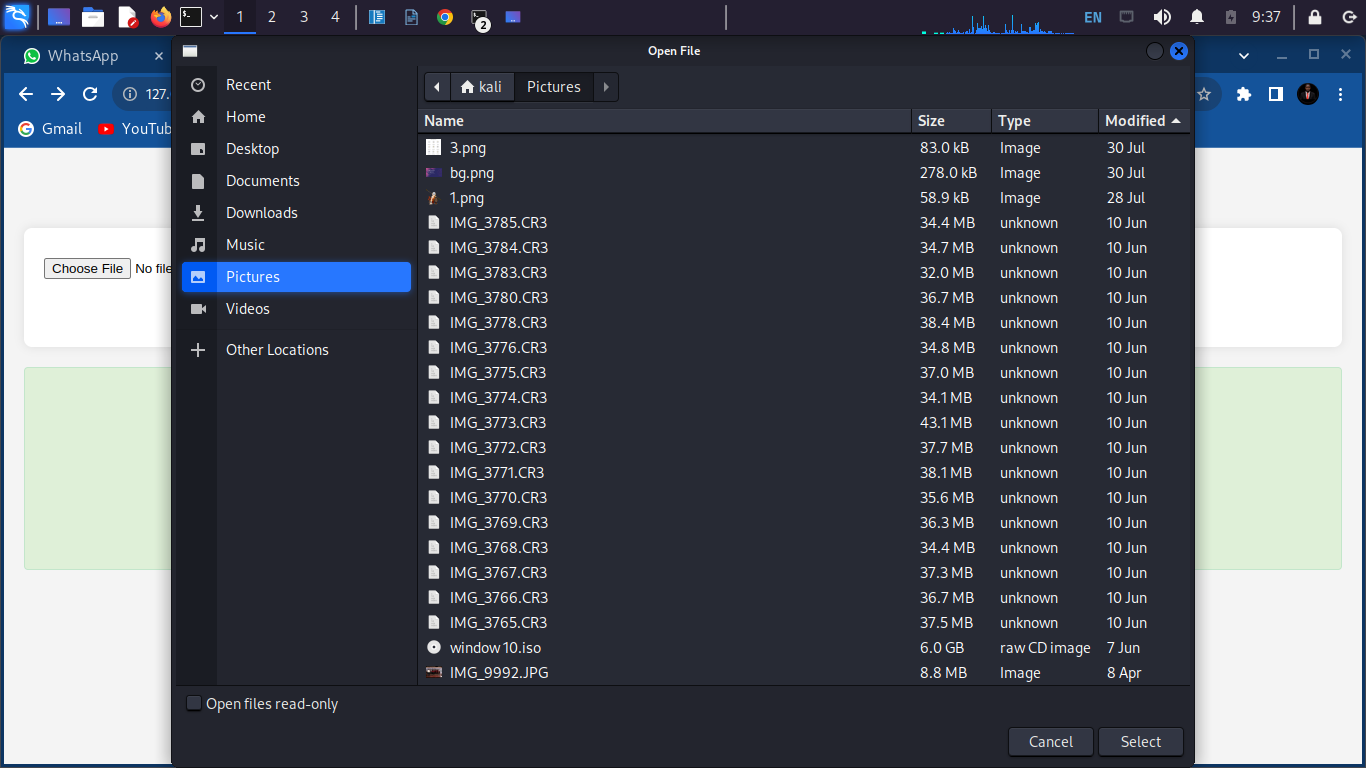 1 2 3 4 2 EN 9:37
WhatsApp
Open File
127.
Gmail YouTub
Choose File No file
Recent
Home
Desktop
Documents
Downloads
Music
Pictures
Videos
Other Locations
kali Pictures
Name Size Type Modified
3.png 83.0 kB Image 30 Jul
bg.png 278.0 kB Image 30 Jul
1.png 58.9 kB Image 28 Jul
IMG_3785.CR3 34.4 MB unknown 10 Jun
IMG_3784.CR3 34.7 MB unknown 10 Jun
IMG_3783.CR3 32.0 MB unknown 10 Jun
IMG_3780.CR3 36.7 MB unknown 10 Jun
IMG_3778.CR3 38.4 MB unknown 10 Jun
IMG_3776.CR3 34.8 MB unknown 10 Jun
IMG_3775.CR3 37.0 MB unknown 10 Jun
IMG_3774.CR3 34.1 MB unknown 10 Jun
IMG_3773.CR3 43.1 MB unknown 10 Jun
IMG_3772.CR3 37.7 MB unknown 10 Jun
IMG_3771.CR3 38.1 MB unknown 10 Jun
IMG_3770.CR3 35.6 MB unknown 10 Jun
IMG_3769.CR3 36.3 MB unknown 10 Jun
IMG_3768.CR3 34.4 MB unknown 10 Jun
IMG_3767.CR3 37.3 MB unknown 10 Jun
IMG_3766.CR3 36.7 MB unknown 10 Jun
IMG_3765.CR3 37.5 MB unknown 10 Jun
window 10.iso 6.0 GB raw CD image 7 Jun
IMG_9992.JPG 8.8 MB Image 8 Apr
Open files read-only
Cancel Select